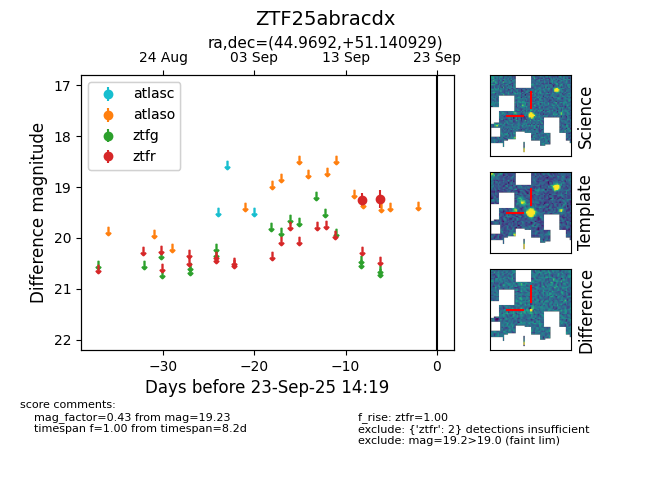 ZTF25abracdx
ra,dec=(44.9692,+51.140929)
24 Aug
03 Sep
13 Sep
23 Sep
17
18
19
20
21
22
Difference magnitude
atlasc
atlaso
ztfg
ztfr
−30
−20
−10
0
Days before 23-Sep-25 14:19
Science
Template
Difference
score comments:
mag_factor=0.43 from mag=19.23
timespan f=1.00 from timespan=8.2d
f_rise: ztfr=1.00
exclude: {'ztfr': 2} detections insufficient
exclude: mag=19.2>19.0 (faint lim)